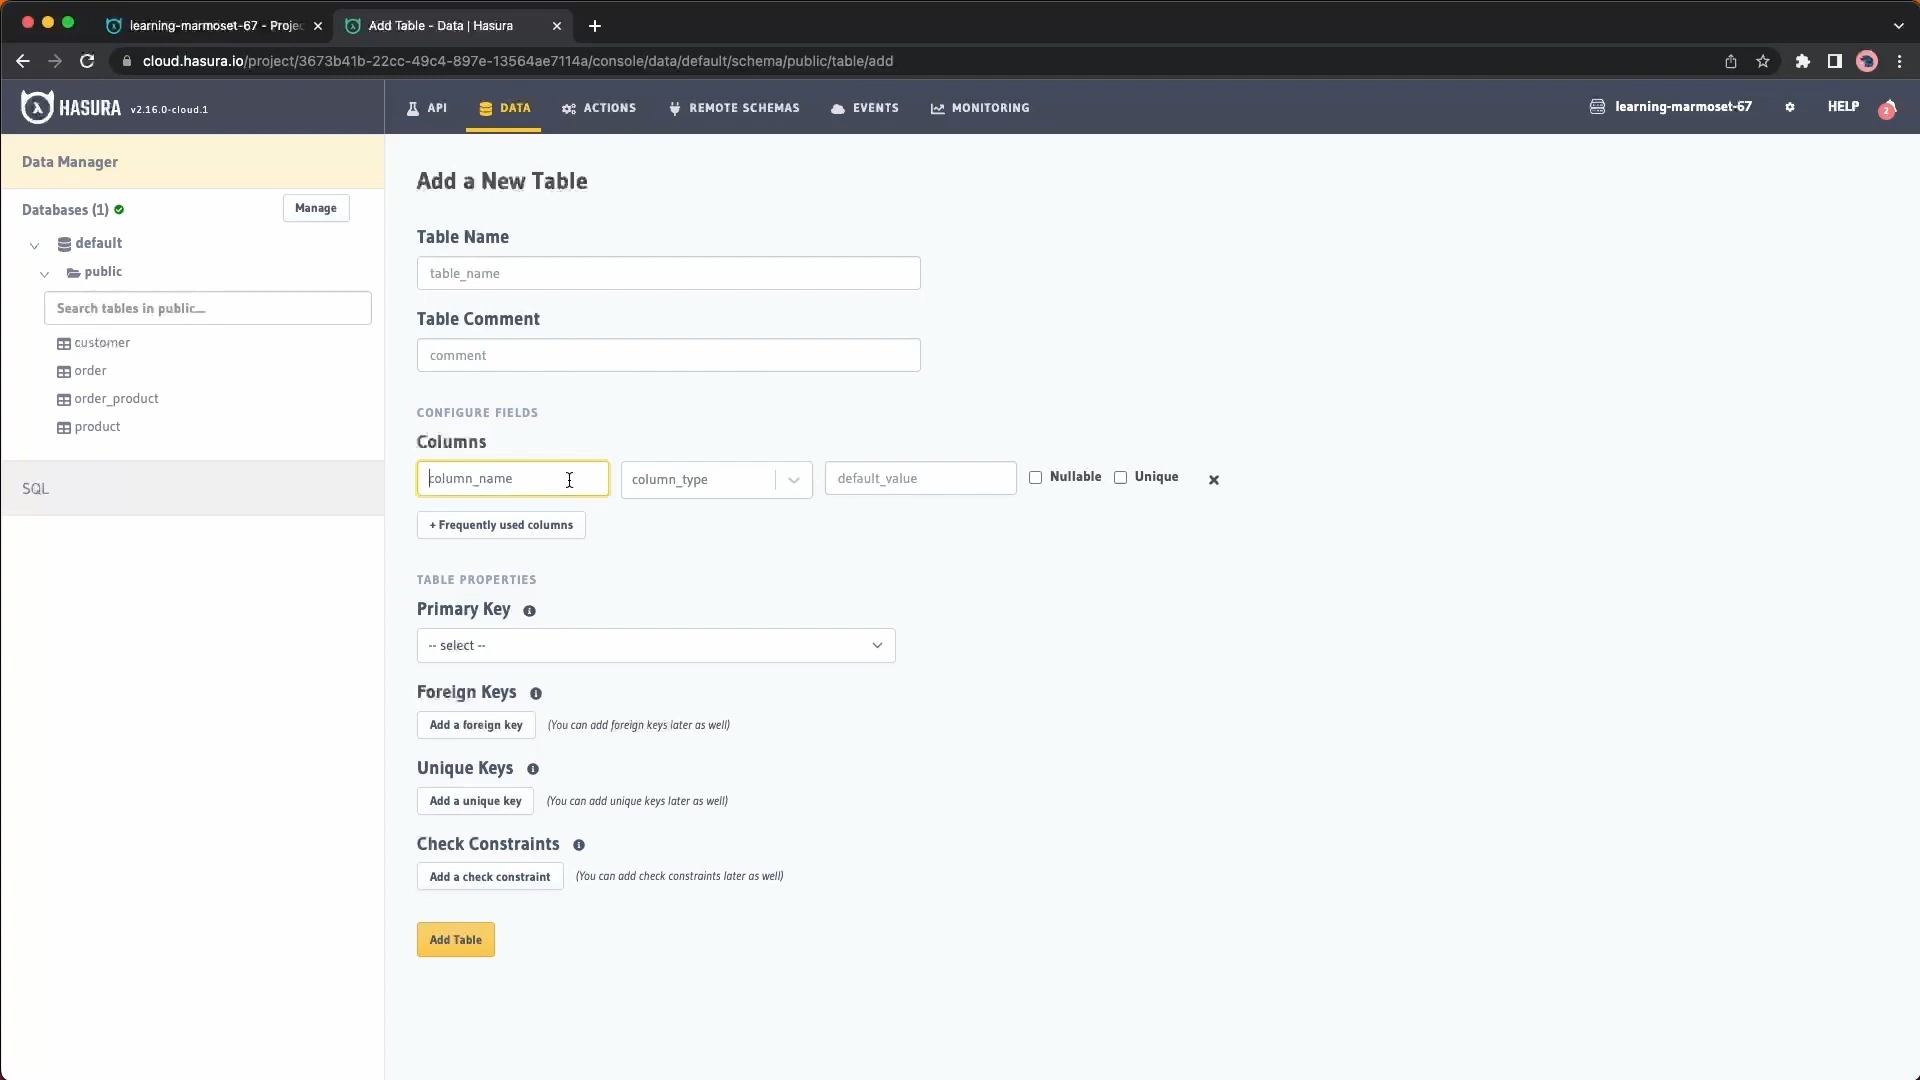 learning-marmoset-67 - Projec
Add Table - Data | Hasura
cloud.hasura.io/project/3673b41b-22cc-49c4-897e-13564ae7114a/console/data/default/schema/public/table/add
HASURA v2.16.0-cloud.1
API
DATA
ACTIONS
REMOTE SCHEMAS
EVENTS
MONITORING
learning-marmoset-67
HELP
2
Data Manager
Databases (1)
Manage
default
public
Search tables in public...
customer
order
order_product
product
SQL
Add a New Table
Table Name
table_name
Table Comment
comment
CONFIGURE FIELDS
Columns
column_name
column_type
default_value
Nullable
Unique
+ Frequently used columns
TABLE PROPERTIES
Primary Key
-- select --
Foreign Keys
Add a foreign key (You can add foreign keys later as well)
Unique Keys
Add a unique key (You can add unique keys later as well)
Check Constraints
Add a check constraint (You can add check constraints later as well)
Add Table